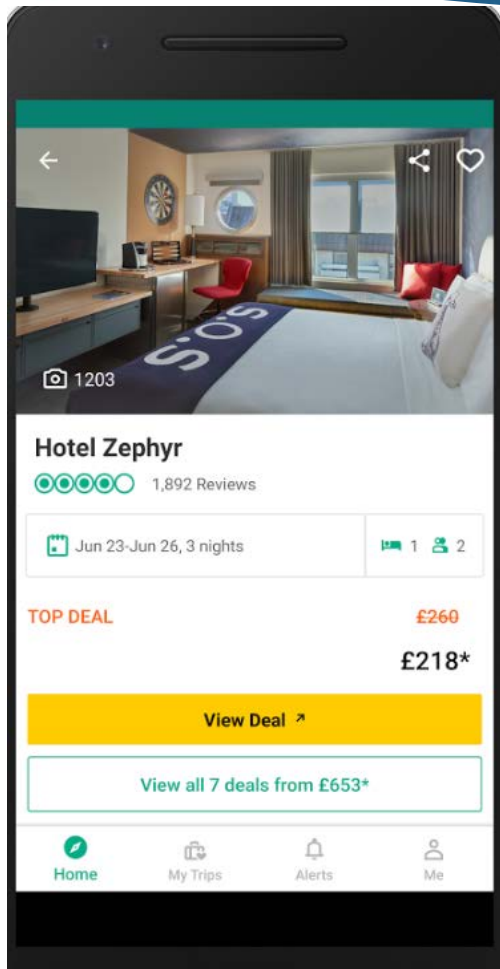 S.O.S
1203
Hotel Zephyr
1,892 Reviews
Jun 23-Jun 26, 3 nights
1
2
TOP DEAL
£260
£218*
View Deal
View all 7 deals from £653*
Home
My Trips
Alerts
Me